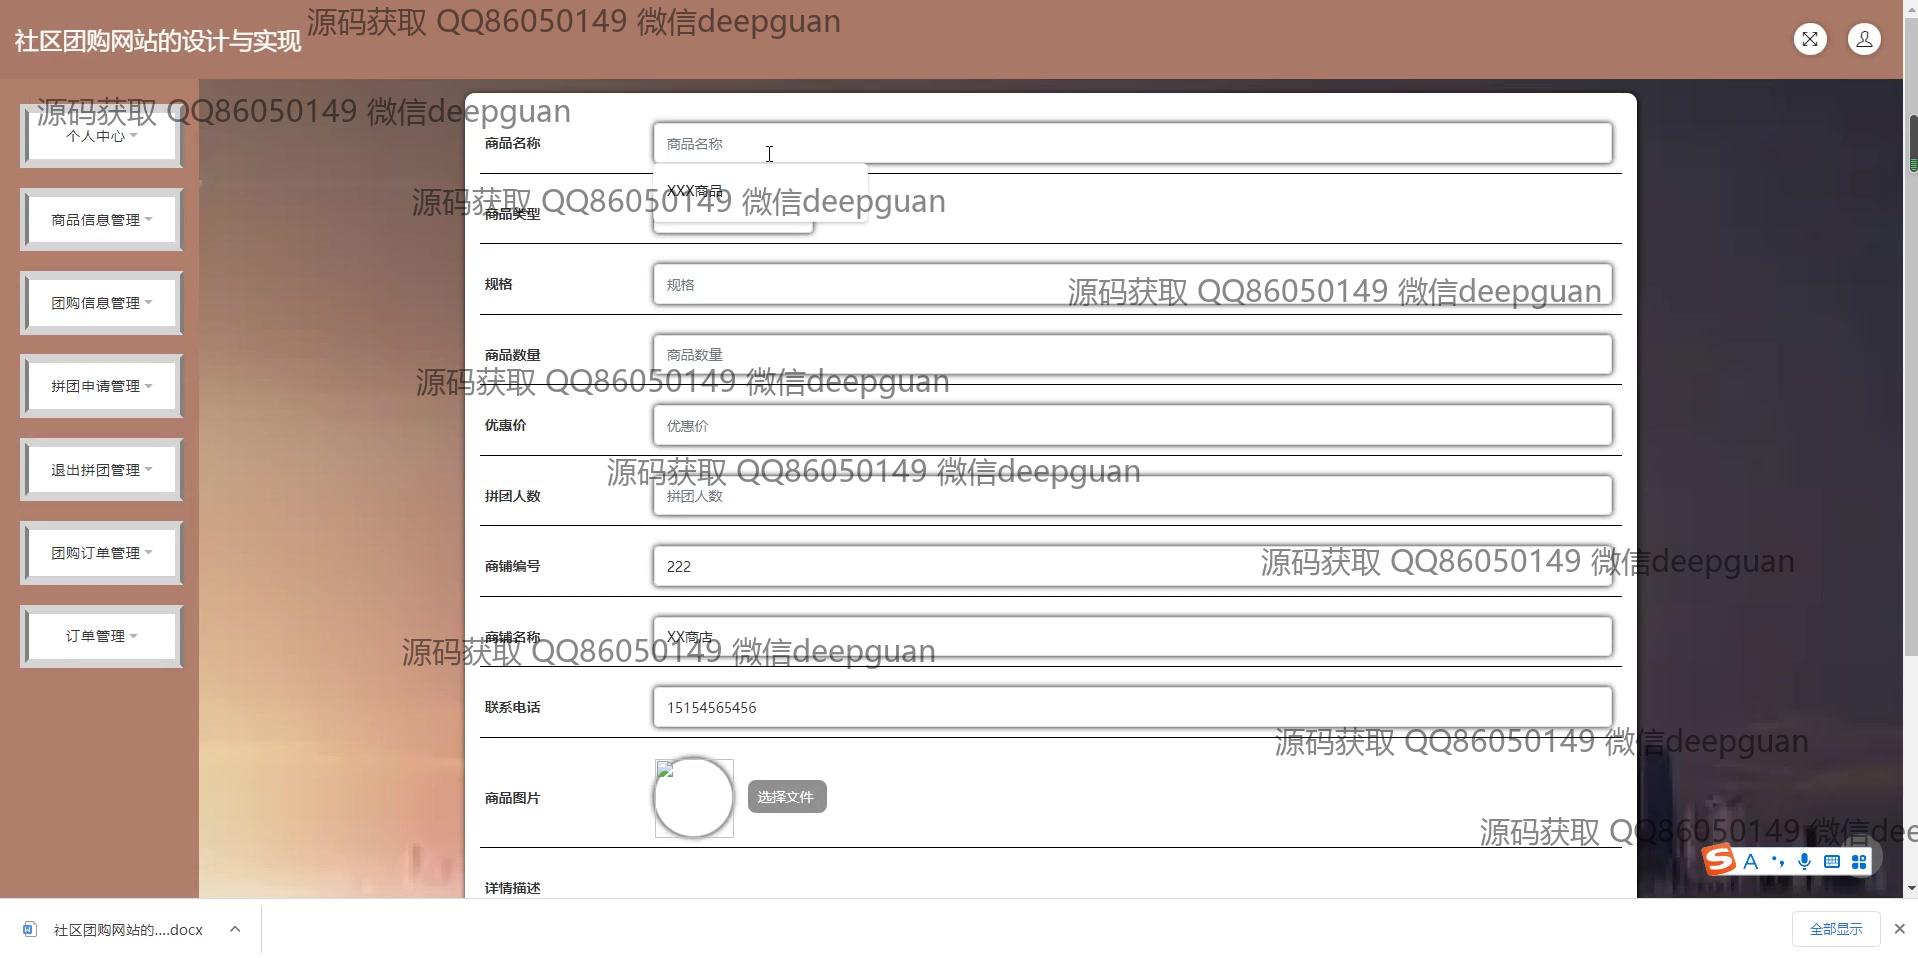 源码获取 QQ86050149 微信deepguan
社区团购网站的设计与实现
源码获取 QQ86050149 微信deepguan
个人中心
商品名称
商品名称
XXX商品
商品信息管理
源码获取 QQ86050149 微信deepguan
商品类型
规格
规格
源码获取 QQ86050149 微信deepguan
团购信息管理
商品数量
商品数量
拼团申请管理
源码获取 QQ86050149 微信deepguan
优惠价
优惠价
退出拼团管理
源码获取 QQ86050149 微信deepguan
拼团人数
拼团人数
团购订单管理
商铺编号
222
源码获取 QQ86050149 微信deepguan
订单管理
商铺名称
XX商店
源码获取 QQ86050149 微信deepguan
联系电话
15154565456
源码获取 QQ86050149 微信deepguan
商品图片
选择文件
源码获取 QQ86050149 微信dee
A
详情描述
社区团购网站的....docx
全部显示